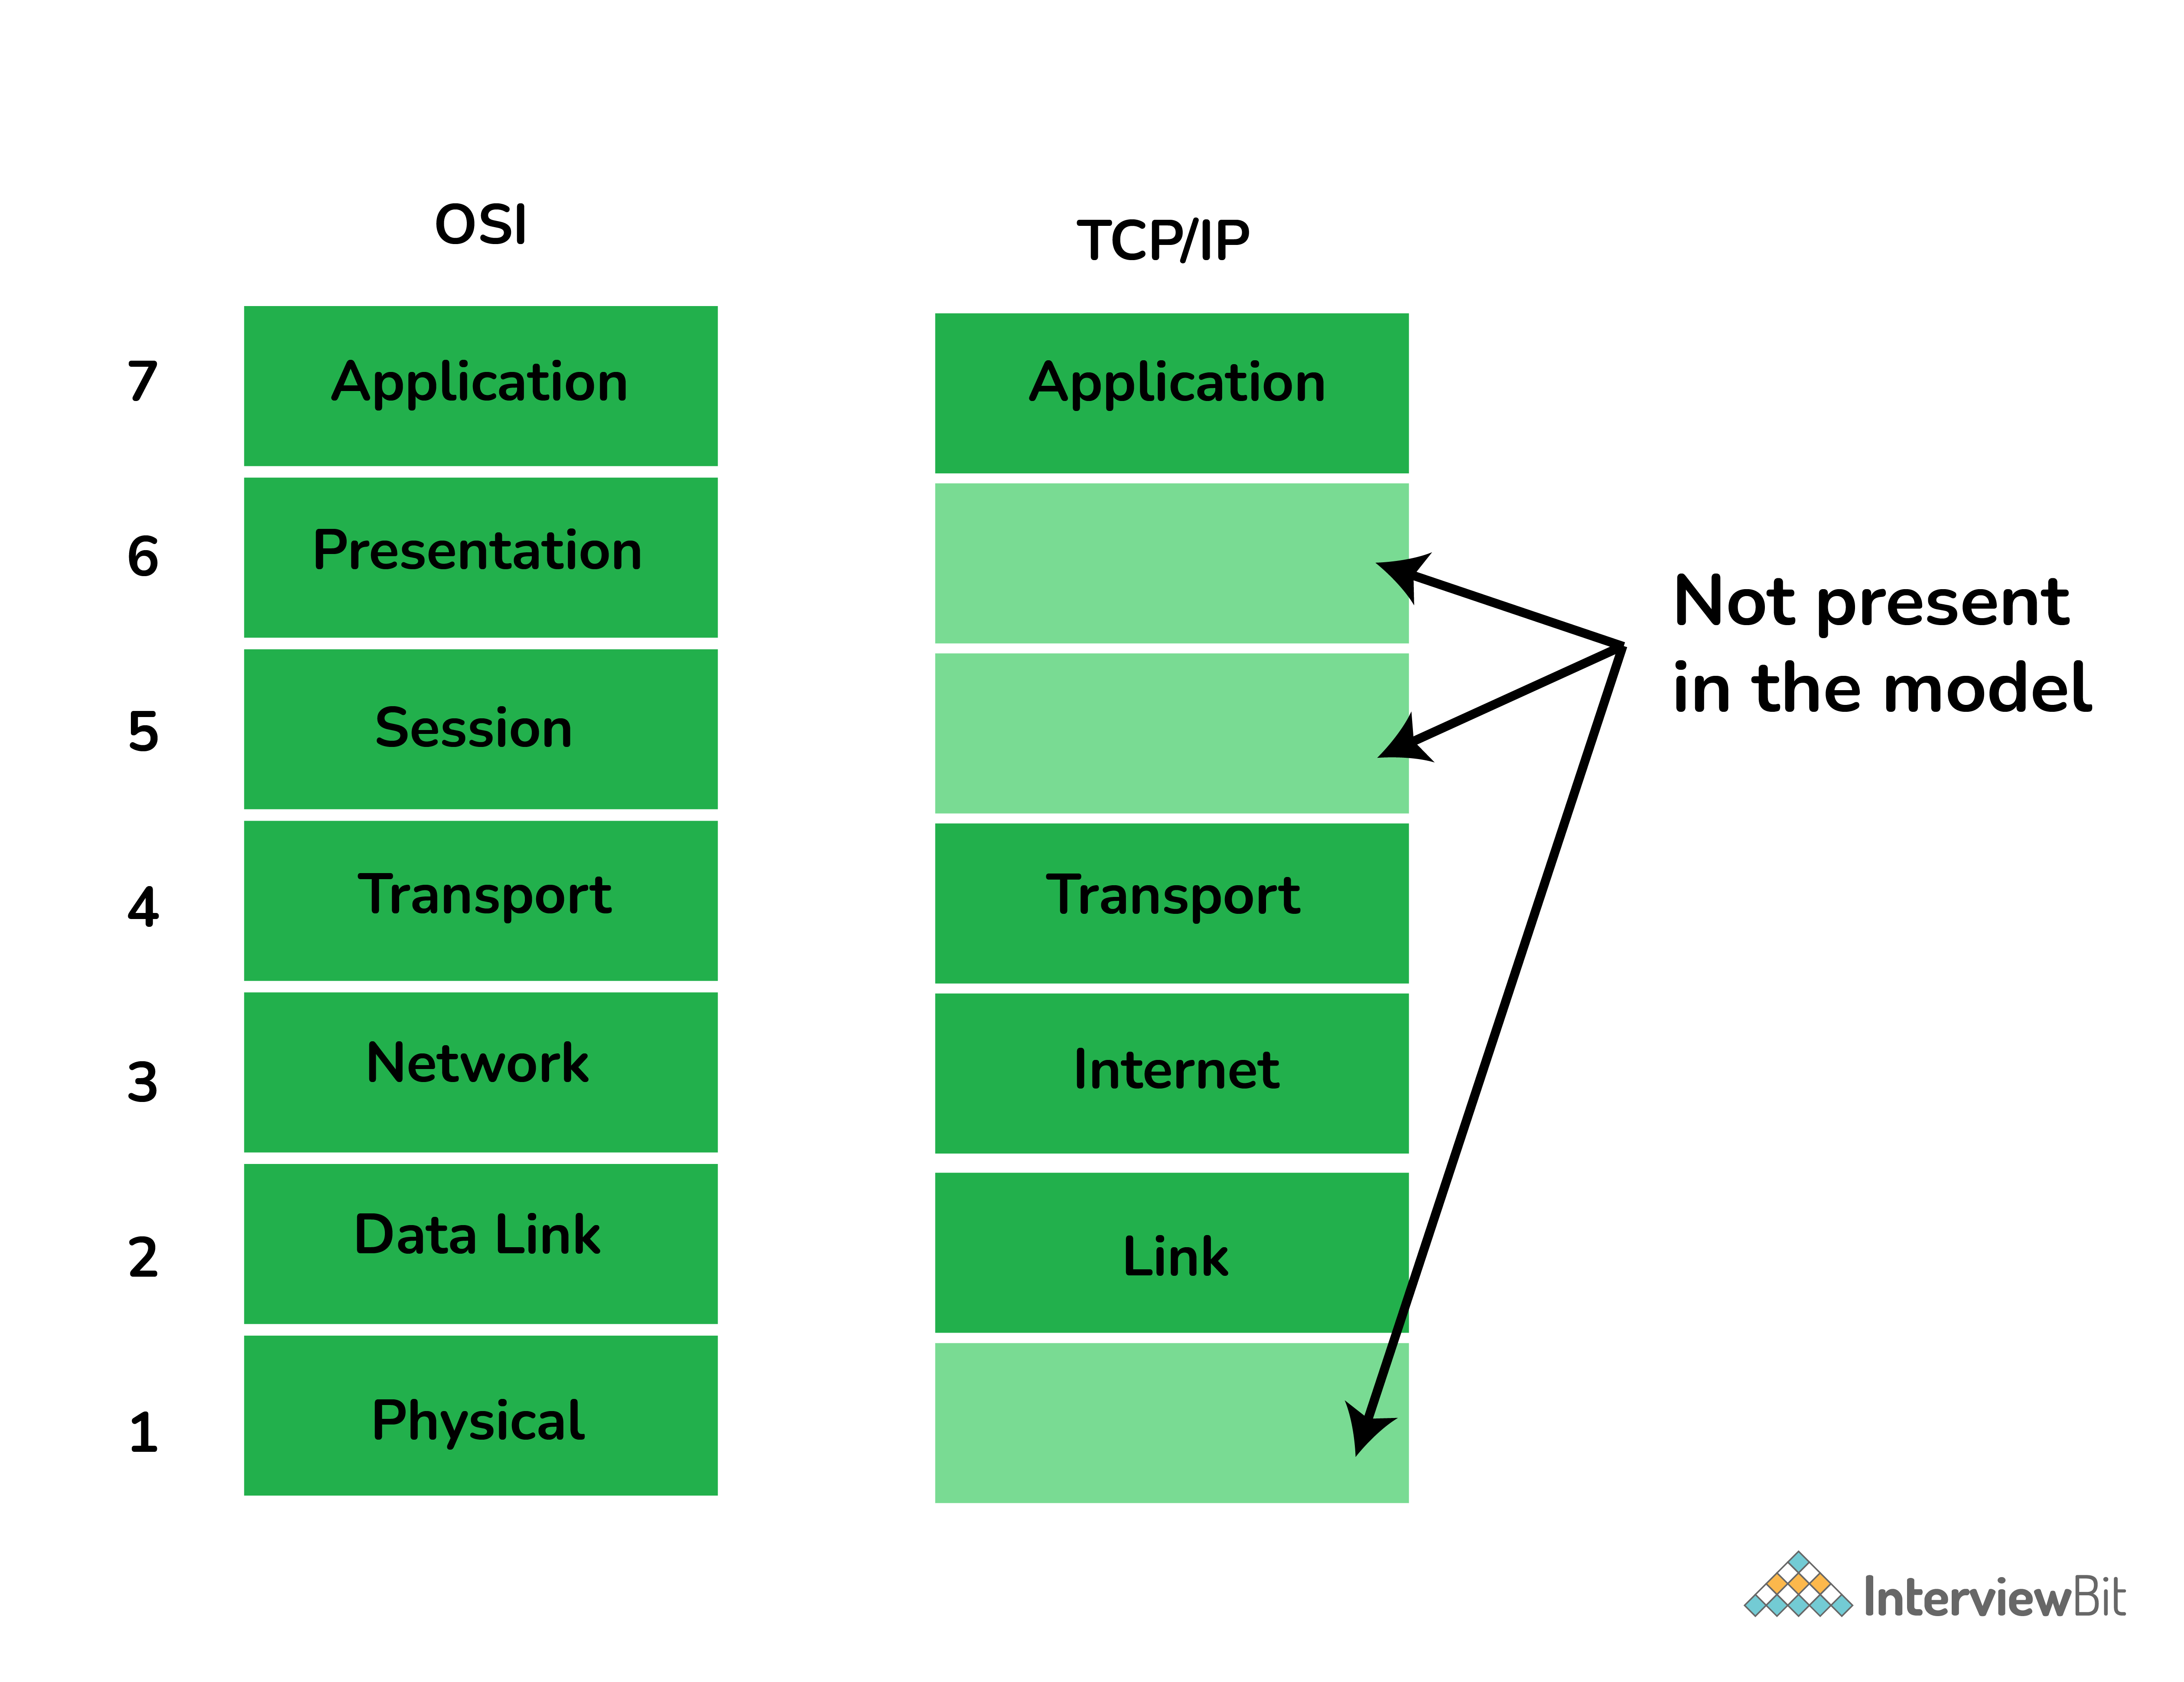 OSI
TCP/IP
7
Application
Application
6
Presentation
5
Session
4
Transport
Transport
3
Network
Internet
2
Data Link
Link
1
Physical
Not present
in the model
InterviewBit